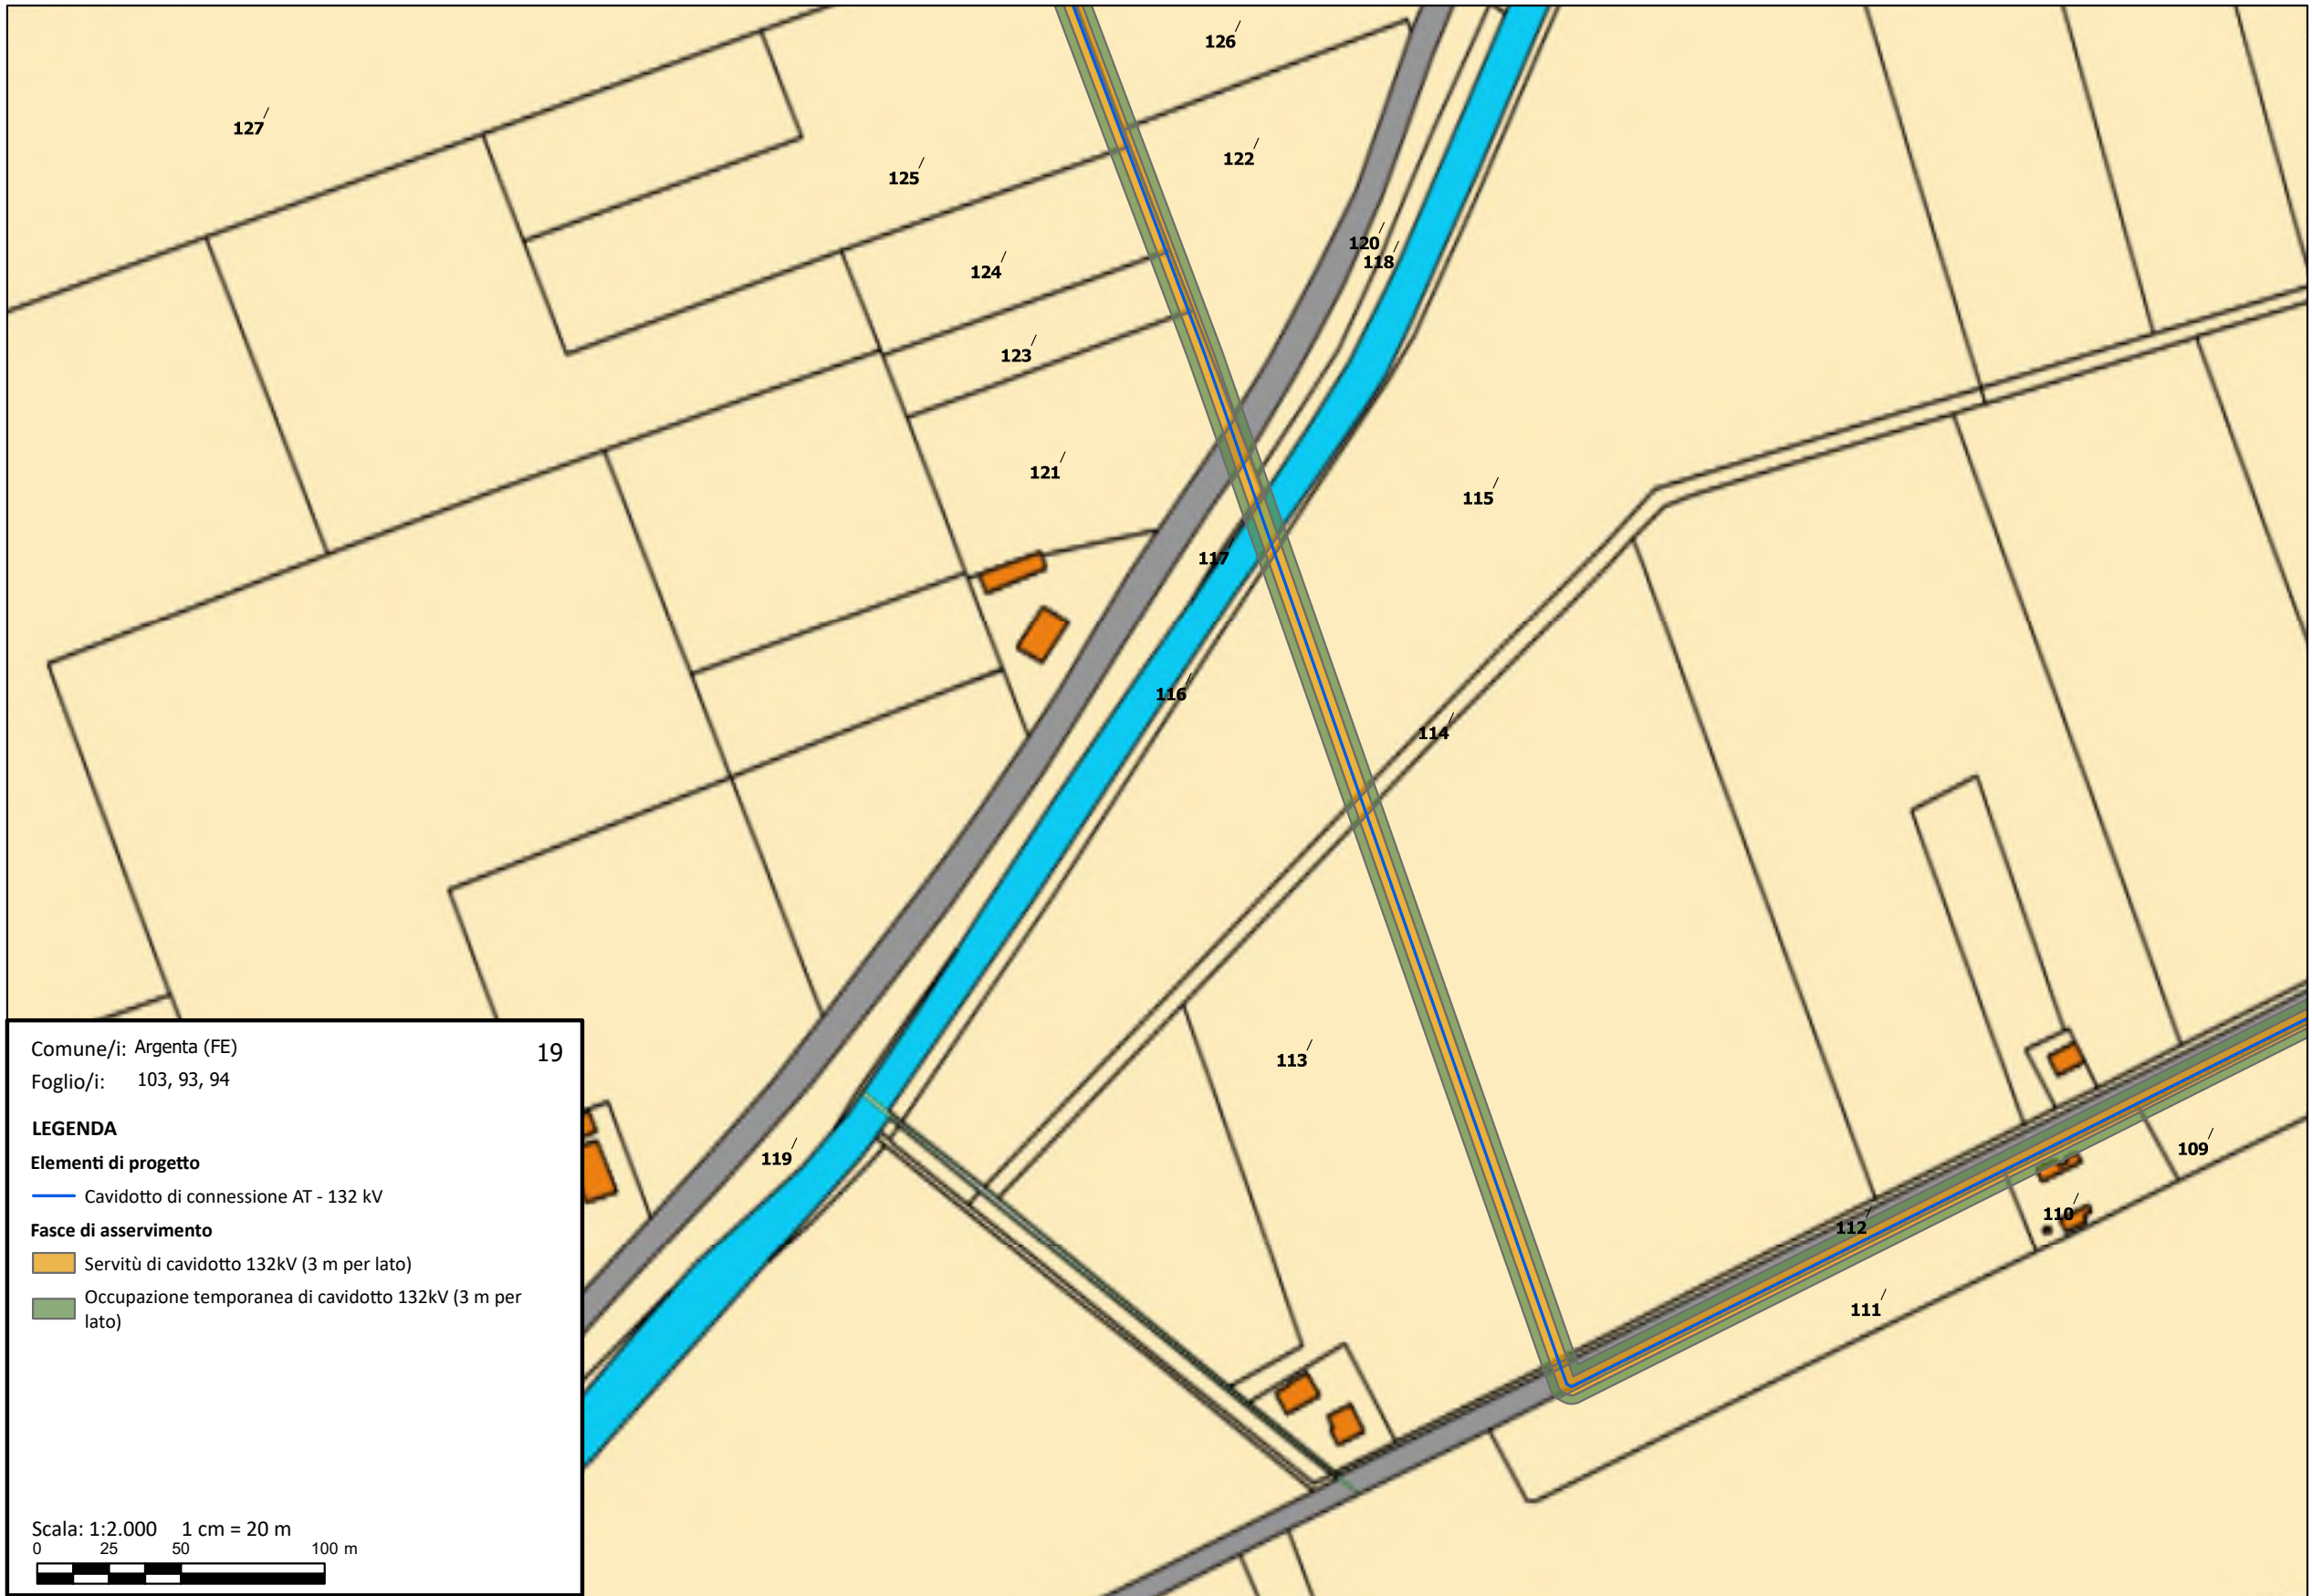 126
127
122
125
120
118
124
123
121
115
117
116
114
113
119
109
110
112
111
Comune/i: Argenta (FE)
19
Foglio/i: 103, 93, 94
LEGENDA
Elementi di progetto
Cavidotto di connessione AT - 132 kV
Fasce di asservimento
Servitù di cavidotto 132kV (3 m per lato)
Occupazione temporanea di cavidotto 132kV (3 m per
lato)
Scala: 1:2.000 1 cm = 20 m
0 25 50 100 m